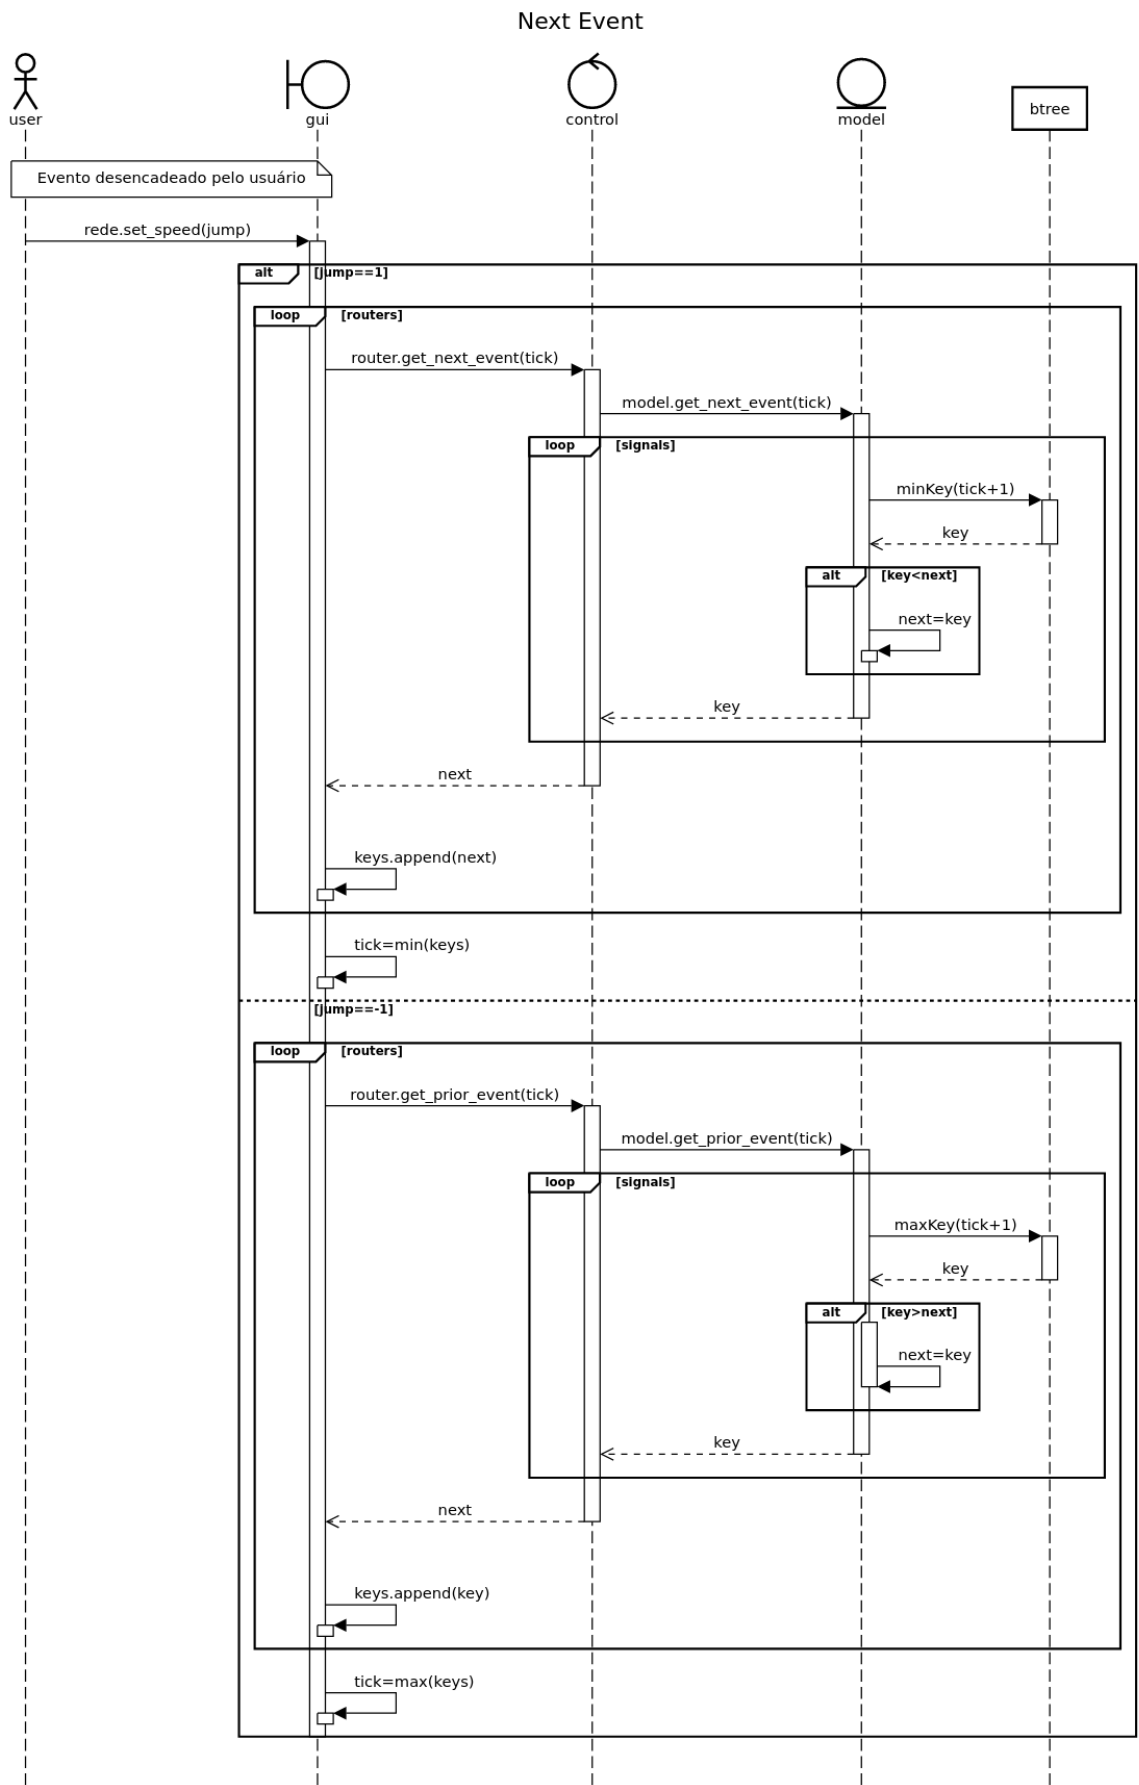 Next Event
user
gui
control
model
btree
Evento desencadeado pelo usuário
rede.set_speed(jump)
alt [jump==1]
loop [routers]
router.get_next_event(tick)
model.get_next_event(tick)
loop [signals]
minKey(tick+1)
key
alt [key<next]
next=key
key
next
keys.append(next)
tick=min(keys)
[jump==-1]
loop [routers]
router.get_prior_event(tick)
model.get_prior_event(tick)
loop [signals]
maxKey(tick+1)
key
alt [key>next]
next=key
key
next
keys.append(key)
tick=max(keys)